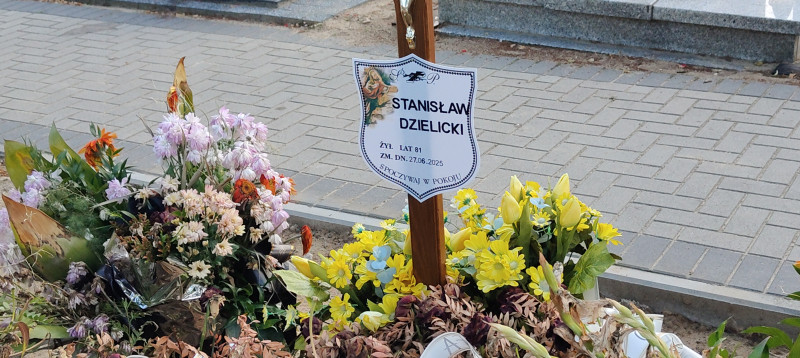 Ś P
STANISŁAW
DZIELICKI
ŻYŁ LAT 81
ZM. DN. 27.06.2025
SPOCZYWAJ W POKOJU